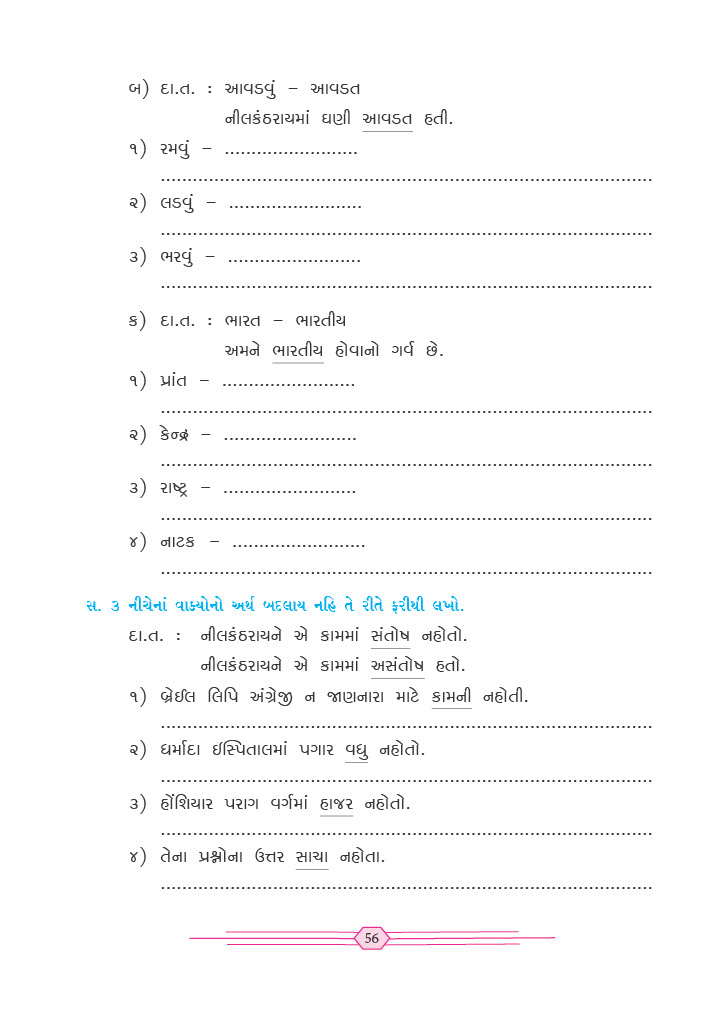 બ) દા.ત. : આવડવું – આવડત
નીલકંઠરાયમાં ઘણી આવડત હતી.
૧) રમવું – .........................
............................................................................................
૨) લડવું – .........................
............................................................................................
૩) ભરવું – .........................
............................................................................................
ક) દા.ત. : ભારત – ભારતીય
અમને ભારતીય હોવાનો ગર્વ છે.
૧) પ્રાંત – .........................
............................................................................................
૨) કેન્દ્ર – .........................
............................................................................................
૩) રાષ્ટ્ર – .........................
............................................................................................
૪) નાટક – .........................
............................................................................................
સ. ૩ નીચેનાં વાક્યોનો અર્થ બદલાય નહિ તે રીતે ફરીથી લખો.
દા.ત. : નીલકંઠરાયને એ કામમાં સંતોષ નહોતો.
નીલકંઠરાયને એ કામમાં અસંતોષ હતો.
૧) બ્રેઈલ લિપિ અંગ્રેજી ન જાણનારા માટે કામની નહોતી.
............................................................................................
૨) ધર્માદા ઈસ્પિતાલમાં પગાર વધુ નહોતો.
............................................................................................
૩) હોંશિયાર પરાગ વર્ગમાં હાજર નહોતો.
............................................................................................
૪) તેના પ્રશ્નોના ઉત્તર સાચા નહોતા.
............................................................................................
56